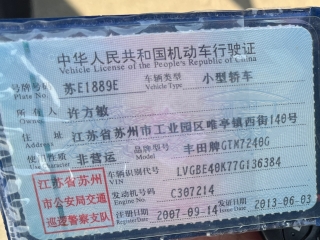 中华人民共和国机动车行驶证
Vehicle License of the People's Republic of China
号牌号码 苏E1889E 车辆类型 小型轿车
Plate No. Vehicle Type
所有人 许方敏
住址 江苏省苏州市工业园区唯亭镇西街140号
使用性质 非营运 品牌型号 丰田牌GTM7240G
江苏省苏州 车辆识别代号 LVGBE40K77G136384
VIN
市公安局交通 发动机号码 C307214
Engine No.
巡逻警察支队 注册日期 2007-09-14 发证日期 2013-06-03
Register Date Issue Date